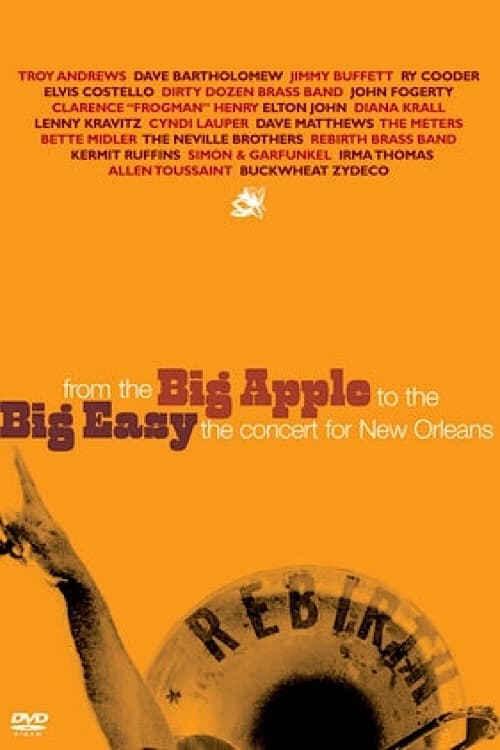 TROY ANDREWS DAVE BARTHOLOMEW JIMMY BUFFETT RY COODER
ELVIS COSTELLO DIRTY DOZEN BRASS BAND JOHN FOGERTY
CLARENCE "FROGMAN" HENRY ELTON JOHN DIANA KRALL
LENNY KRAVITZ CYNDI LAUPER DAVE MATTHEWS THE METERS
BETTE MIDLER THE NEVILLE BROTHERS REBIRTH BRASS BAND
KERMIT RUFFINS SIMON & GARFUNKEL IRMA THOMAS
ALLEN TOUSSAINT BUCKWHEAT ZYDECO
from the Big Apple to the
Big Easy the concert for New Orleans
REBIRTH
DVD
VIDEO